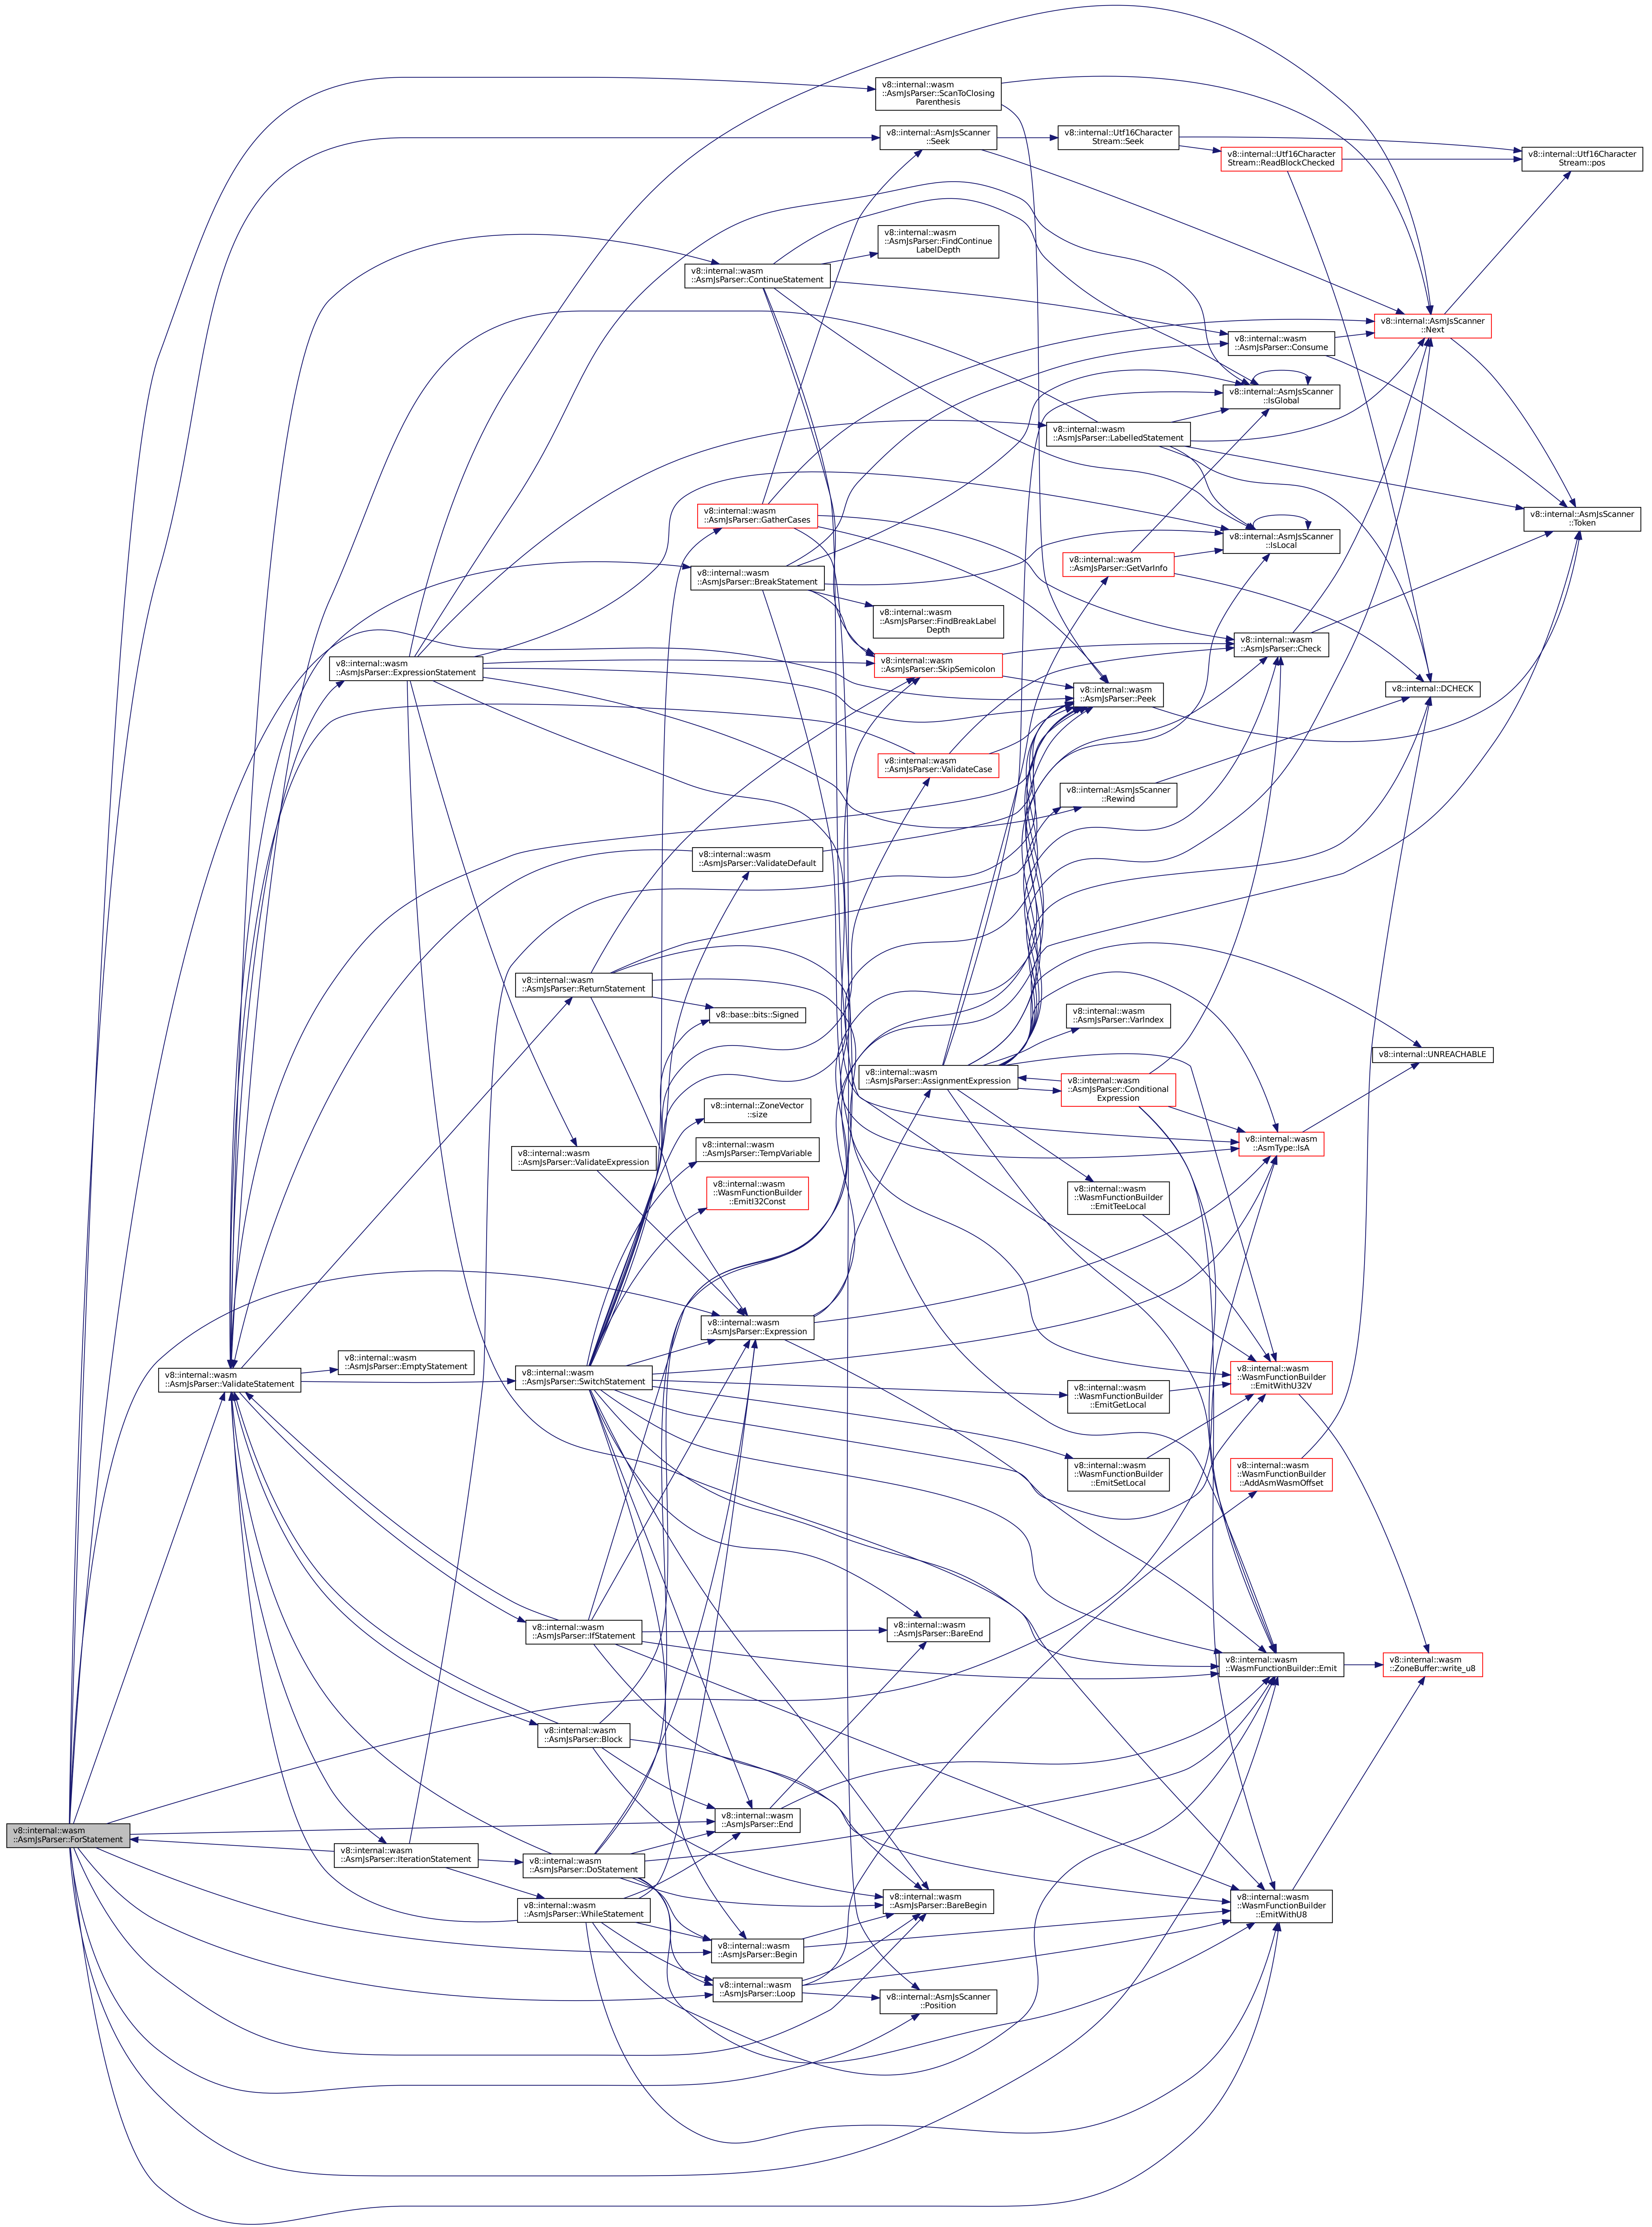 v8::internal::wasm
::AsmJsParser::ScanToClosing
Parenthesis
v8::internal::AsmJsScanner
::Seek
v8::internal::Utf16Character
Stream::Seek
v8::internal::Utf16Character
Stream::ReadBlockChecked
v8::internal::Utf16Character
Stream::pos
v8::internal::wasm
::AsmJsParser::FindContinue
LabelDepth
v8::internal::wasm
::AsmJsParser::ContinueStatement
v8::internal::AsmJsScanner
::Next
v8::internal::wasm
::AsmJsParser::Consume
v8::internal::AsmJsScanner
::IsGlobal
v8::internal::wasm
::AsmJsParser::LabelledStatement
v8::internal::wasm
::AsmJsParser::GatherCases
v8::internal::AsmJsScanner
::Token
v8::internal::AsmJsScanner
::IsLocal
v8::internal::wasm
::AsmJsParser::GetVarInfo
v8::internal::wasm
::AsmJsParser::BreakStatement
v8::internal::wasm
::AsmJsParser::FindBreakLabel
Depth
v8::internal::wasm
::AsmJsParser::Check
v8::internal::wasm
::AsmJsParser::ExpressionStatement
v8::internal::wasm
::AsmJsParser::SkipSemicolon
v8::internal::wasm
::AsmJsParser::Peek
v8::internal::DCHECK
v8::internal::wasm
::AsmJsParser::ValidateCase
v8::internal::AsmJsScanner
::Rewind
v8::internal::wasm
::AsmJsParser::ValidateDefault
v8::internal::wasm
::AsmJsParser::ReturnStatement
v8::base::bits::Signed
v8::internal::wasm
::AsmJsParser::VarIndex
v8::internal::UNREACHABLE
v8::internal::wasm
::AsmJsParser::AssignmentExpression
v8::internal::wasm
::AsmJsParser::Conditional
Expression
v8::internal::ZoneVector
::size
v8::internal::wasm
::AsmJsParser::TempVariable
v8::internal::wasm
::AsmType::IsA
v8::internal::wasm
::AsmJsParser::ValidateExpression
v8::internal::wasm
::WasmFunctionBuilder
::EmitI32Const
v8::internal::wasm
::WasmFunctionBuilder
::EmitTeeLocal
v8::internal::wasm
::AsmJsParser::Expression
v8::internal::wasm
::AsmJsParser::EmptyStatement
v8::internal::wasm
::AsmJsParser::ValidateStatement
v8::internal::wasm
::AsmJsParser::SwitchStatement
v8::internal::wasm
::WasmFunctionBuilder
::EmitGetLocal
v8::internal::wasm
::WasmFunctionBuilder
::EmitWithU32V
v8::internal::wasm
::WasmFunctionBuilder
::EmitSetLocal
v8::internal::wasm
::WasmFunctionBuilder
::AddAsmWasmOffset
v8::internal::wasm
::AsmJsParser::IfStatement
v8::internal::wasm
::AsmJsParser::BareEnd
v8::internal::wasm
::WasmFunctionBuilder::Emit
v8::internal::wasm
::ZoneBuffer::write_u8
v8::internal::wasm
::AsmJsParser::Block
v8::internal::wasm
::AsmJsParser::End
v8::internal::wasm
::AsmJsParser::ForStatement
v8::internal::wasm
::AsmJsParser::IterationStatement
v8::internal::wasm
::AsmJsParser::DoStatement
v8::internal::wasm
::AsmJsParser::BareBegin
v8::internal::wasm
::WasmFunctionBuilder
::EmitWithU8
v8::internal::wasm
::AsmJsParser::WhileStatement
v8::internal::wasm
::AsmJsParser::Begin
v8::internal::wasm
::AsmJsParser::Loop
v8::internal::AsmJsScanner
::Position